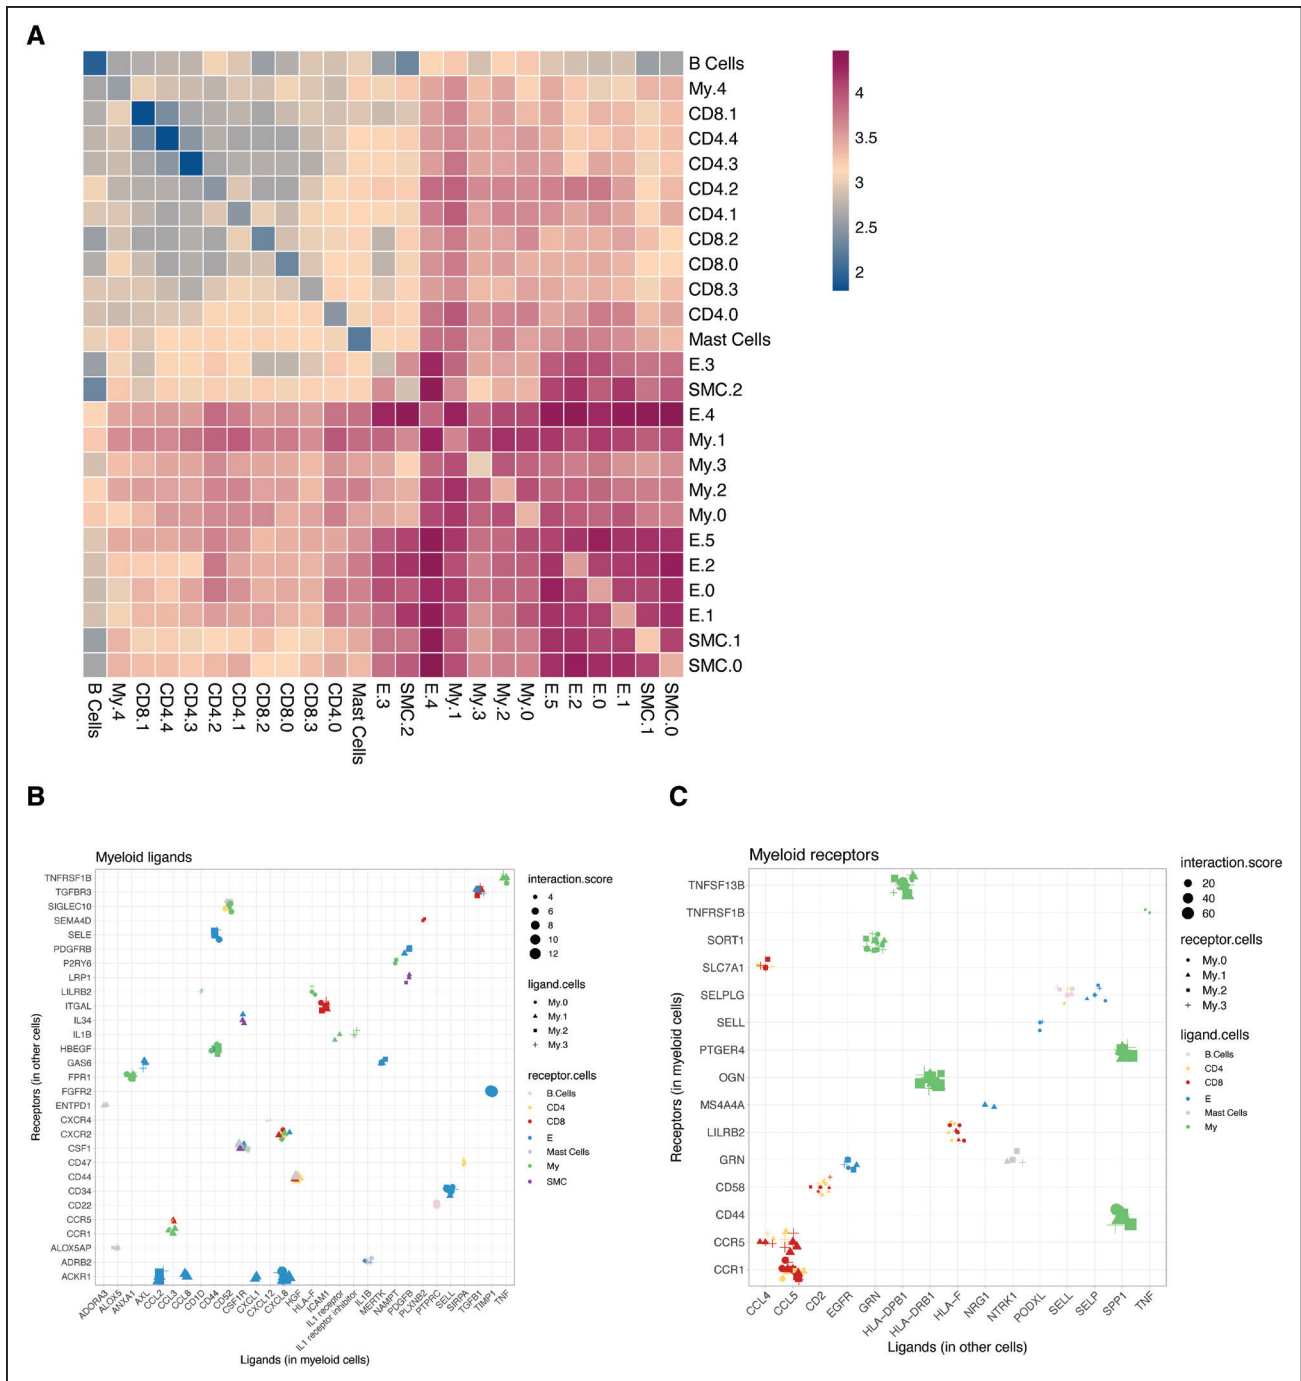 A
B Cells
My.4
CD8.1
CD4.4
CD4.3
CD4.2
CD4.1
CD8.2
CD8.0
CD8.3
CD4.0
Mast Cells
E.3
SMC.2
E.4
My.1
My.3
My.2
My.0
E.5
E.2
E.0
E.1
SMC.1
SMC.0
4
3.5
3
2.5
2
B Cells
My.4
CD8.1
CD4.4
CD4.3
CD4.2
CD4.1
CD8.2
CD8.0
CD8.3
CD4.0
Mast Cells
E.3
SMC.2
E.4
My.1
My.3
My.2
My.0
E.5
E.2
E.0
E.1
SMC.1
SMC.0
B
Myeloid ligands
Receptors (in other cells)
TNFRSF1B
TGFBR3
SIGLEC10
SEMA4D
SELE
PDGFRB
P2RY6
LRP1
LILRB2
ITGAL
IL34
IL1B
HBEGF
GAS6
FPR1
FGFR2
ENTPD1
CXCR4
CXCR2
CSF1
CD47
CD44
CD34
CD22
CCR5
CCR1
ALOX5AP
ADRB2
ACKR1
ADORA3
ALOX5
ANXA1
AXL
CCL2
CCL3
CCL8
CD1D
CD44
CD52
CSF1R
CXCL1
CXCL12
CXCL8
HGF
HLA-F
ICAM1
IL1 receptor
IL1 receptor inhibitor
IL1B
MERTK
NAMPT
PDGFB
PLXNB2
PTPRC
SELL
SIRPA
TGFB1
TIMP1
TNF
Ligands (in myeloid cells)
interaction.score
4
6
8
10
12
ligand.cells
My.0
My.1
My.2
My.3
receptor.cells
B.Cells
CD4
CD8
E
Mast Cells
My
SMC
C
Myeloid receptors
Receptors (in myeloid cells)
TNFSF13B
TNFRSF1B
SORT1
SLC7A1
SELPLG
SELL
PTGER4
OGN
MS4A4A
LILRB2
GRN
CD58
CD44
CCR5
CCR1
CCL4
CCL5
CD2
EGFR
GRN
HLA-DPB1
HLA-DRB1
HLA-F
NRG1
NTRK1
PODXL
SELL
SELP
SPP1
TNF
Ligands (in other cells)
interaction.score
20
40
60
receptor.cells
My.0
My.1
My.2
My.3
ligand.cells
B.Cells
CD4
CD8
E
Mast Cells
My